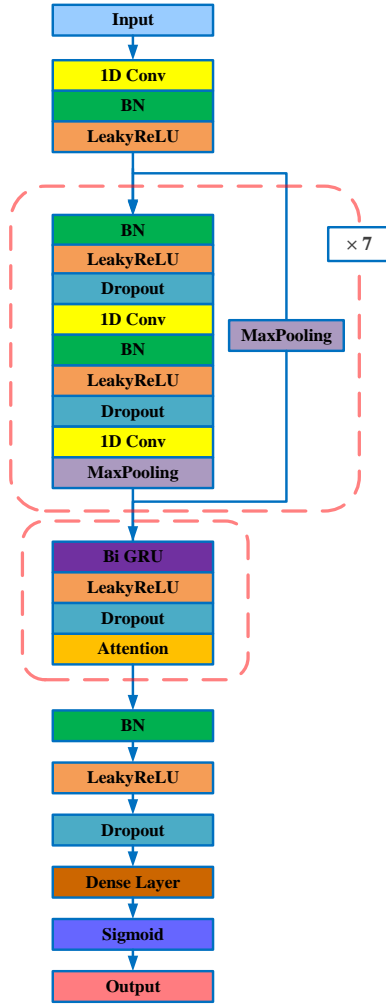 Input
1D Conv
BN
LeakyReLU
× 7
BN
LeakyReLU
Dropout
1D Conv
BN
LeakyReLU
Dropout
1D Conv
MaxPooling
MaxPooling
Bi GRU
LeakyReLU
Dropout
Attention
BN
LeakyReLU
Dropout
Dense Layer
Sigmoid
Output